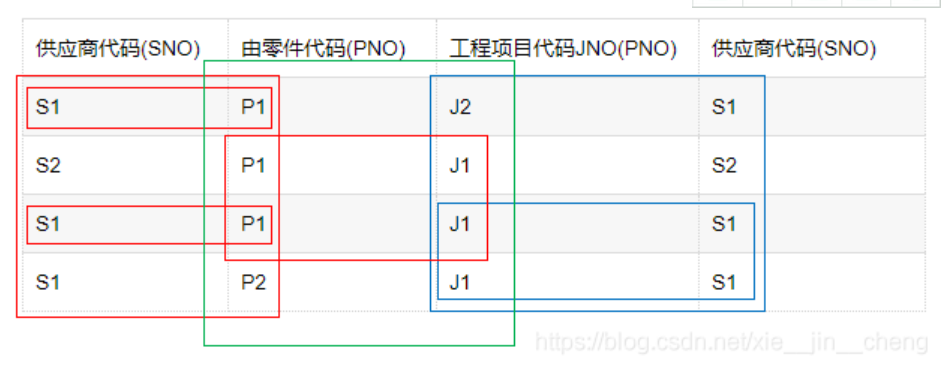 供应商代码(SNO) 由零件代码(PNO) 工程项目代码JNO(PNO) 供应商代码(SNO)
S1 P1 J2 S1
S2 P1 J1 S2
S1 P1 J1 S1
S1 P2 J1 S1
https://blog.csdn.net/xie__jin__cheng